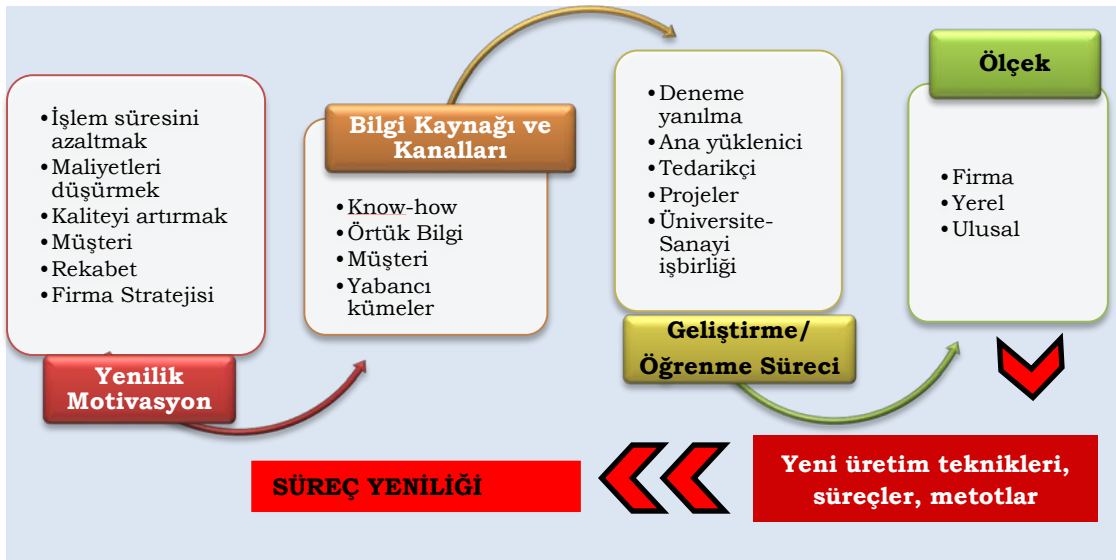 • İşlem süresini
azaltmak
• Maliyetleri
düşürmek
• Kaliteyi artırmak
• Müşteri
• Rekabet
• Firma Stratejisi
Yenilik
Motivasyon
Bilgi Kaynağı ve
Kanalları
• Know-how
• Örtük Bilgi
• Müşteri
• Yabancı
kümeler
• Deneme
yanılma
• Ana yüklenici
• Tedarikçi
• Projeler
• Üniversite-
Sanayi
işbirliği
Geliştirme/
Öğrenme Süreci
Ölçek
• Firma
• Yerel
• Ulusal
Yeni üretim teknikleri,
süreçler, metotlar
SÜREÇ YENİLİĞİ